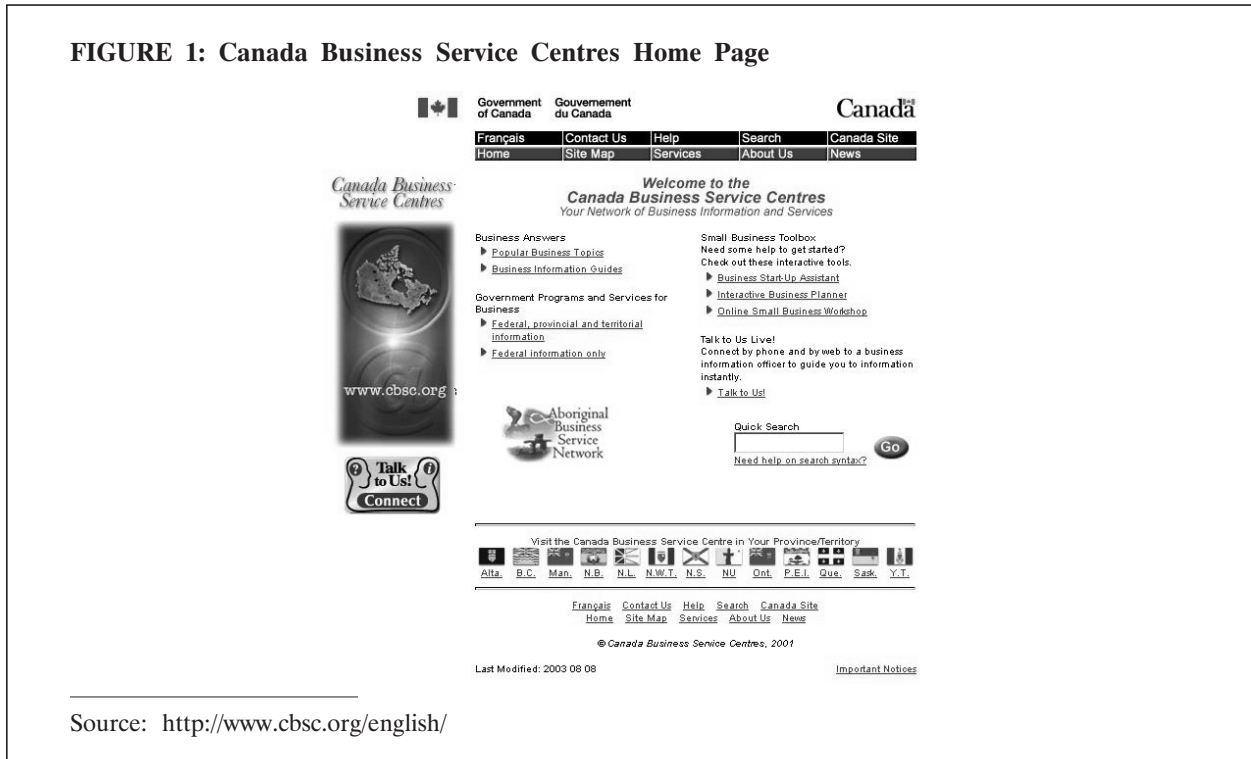 FIGURE 1: Canada Business Service Centres Home Page
Government of Canada
Gouvernement du Canada
Canada
Français Contact Us Help Search Canada Site
Home Site Map Services About Us News
Canada Business
Service Centres
www.cbsc.org
Talk
to Us!
Connect
Welcome to the
Canada Business Service Centres
Your Network of Business Information and Services
Business Answers
Popular Business Topics
Business Information Guides
Government Programs and Services for
Business
Federal, provincial and territorial
information
Federal information only
Aboriginal
Business
Service
Network
Small Business Toolbox
Need some help to get started?
Check out these interactive tools.
Business Start-Up Assistant
Interactive Business Planner
Online Small Business Workshop
Talk to Us Live!
Connect by phone and by web to a business
information officer to guide you to information
instantly.
Talk to Us!
Quick Search
Go
Need help on search syntax?
Visit the Canada Business Service Centre in Your Province/Territory
Alta. B.C. Man. N.B. N.L. N.W.T. N.S. NU Ont. P.E.I. Que. Sask. Y.T.
Français Contact Us Help Search Canada Site
Home Site Map Services About Us News
© Canada Business Service Centres, 2001
Last Modified: 2003 08 08 Important Notices
Source: http://www.cbsc.org/english/